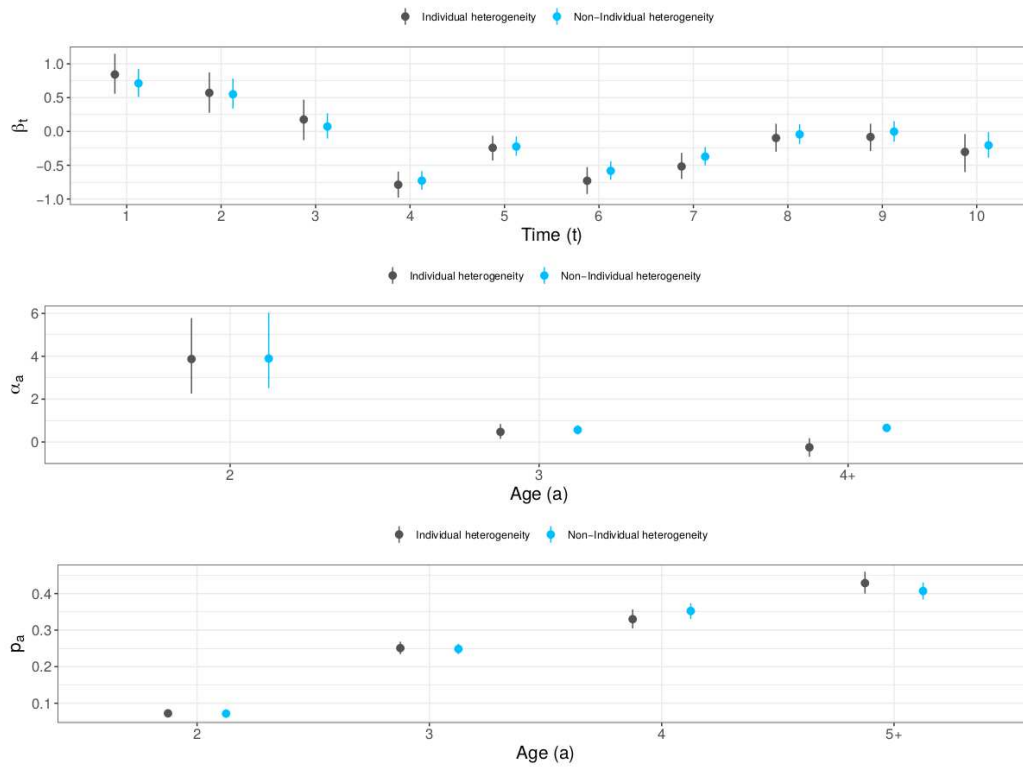 Individual heterogeneity Non−Individual heterogeneity
1.0
0.5
0.0
−0.5
−1.0
βt
1 2 3 4 5 6 7 8 9 10
Time (t)
Individual heterogeneity Non−Individual heterogeneity
6
4
2
0
αa
2 3 4+
Age (a)
Individual heterogeneity Non−Individual heterogeneity
0.4
0.3
0.2
0.1
pa
2 3 4 5+
Age (a)